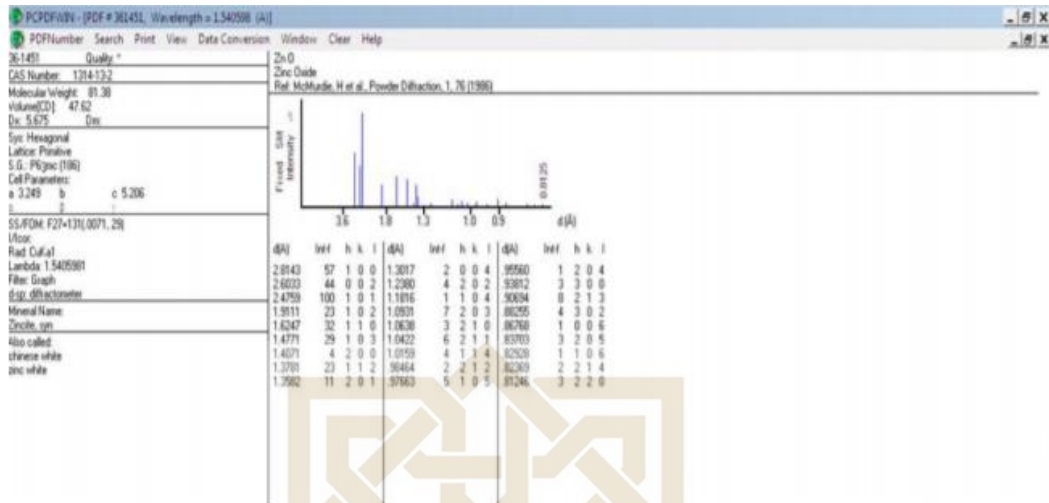 PCPDFWIN - [PDF # 361451, Wavelength = 1.540598 (A)]
PDFNumber Search Print View Data Conversion Window Clear Help
36-1451 Quality: *
CAS Number: 1314-13-2
Molecular Weight: 81.38
Volume[CD]: 47.62
Dx: 5.675 Dm:
Sys: Hexagonal
Lattice: Primitive
S.G.: P63mc (186)
Cell Parameters:
a 3.249 b c 5.206
SS/FOM: F27=131(.0071, 29)
I/Icor:
Rad: CuKa1
Lambda: 1.5405981
Filter: Graph
d-sp: diffractometer
Mineral Name:
Zincite, syn
Also called:
chinese white
zinc white
Zn O
Zinc Oxide
Ref: McMurdie, H et al., Powder Diffraction, 1, 76 (1986)
Fixed Slit
Intensity
0.8125
3.6 1.8 1.3 1.0 0.9 d(Å)
d(A) Int-f h k l d(A) Int-f h k l d(A) Int-f h k l
2.8143 57 1 0 0 1.3017 2 0 0 4 .95560 1 2 0 4
2.6033 44 0 0 2 1.2380 4 2 0 2 .93812 3 3 0 0
2.4759 100 1 0 1 1.1816 1 1 0 4 .90694 8 2 1 3
1.9111 23 1 0 2 1.0931 7 2 0 3 .88255 4 3 0 2
1.6247 32 1 1 0 1.0638 3 2 1 0 .86768 1 0 0 6
1.4771 29 1 0 3 1.0422 6 2 1 1 .83703 3 2 0 5
1.4071 4 2 0 0 1.0159 4 1 1 4 .82928 1 1 0 6
1.3781 23 1 1 2 .98464 2 2 1 2 .82369 2 2 1 4
1.3582 11 2 0 1 .97663 5 1 0 5 .81246 3 2 2 0